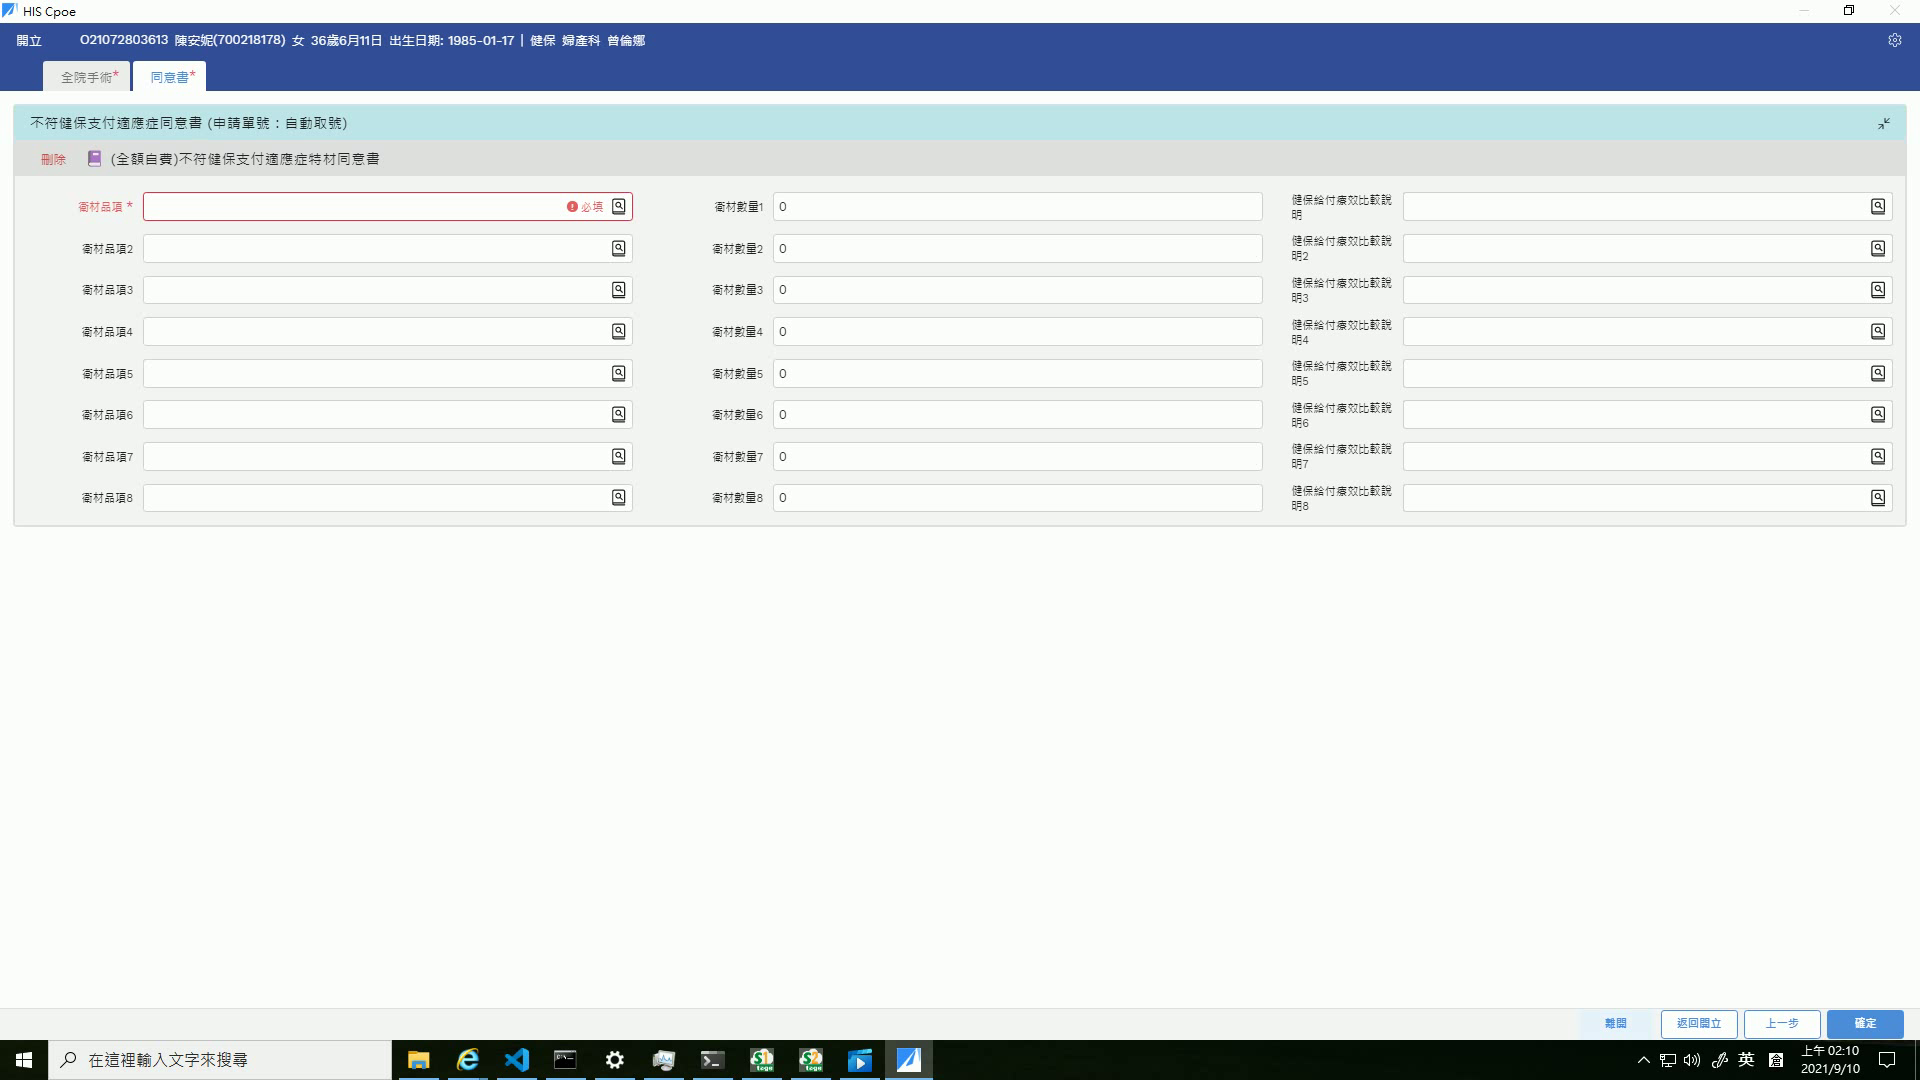 HIS Cpoe
開立 O21072803613 陳安妮(700218178) 女 36歲6月11日 出生日期: 1985-01-17 | 健保 婦產科 曾倫娜
全院手術* 同意書*
不符健保支付適應症同意書 (申請單號：自動取號)
刪除 (全額自費)不符健保支付適應症特材同意書
衛材品項 * 必填 衛材數量1 0 健保給付療效比較說明
衛材品項2 衛材數量2 0 健保給付療效比較說明2
衛材品項3 衛材數量3 0 健保給付療效比較說明3
衛材品項4 衛材數量4 0 健保給付療效比較說明4
衛材品項5 衛材數量5 0 健保給付療效比較說明5
衛材品項6 衛材數量6 0 健保給付療效比較說明6
衛材品項7 衛材數量7 0 健保給付療效比較說明7
衛材品項8 衛材數量8 0 健保給付療效比較說明8
離開 返回開立 上一步 確定
在這裡輸入文字來搜尋 英 上午 02:10
2021/9/10